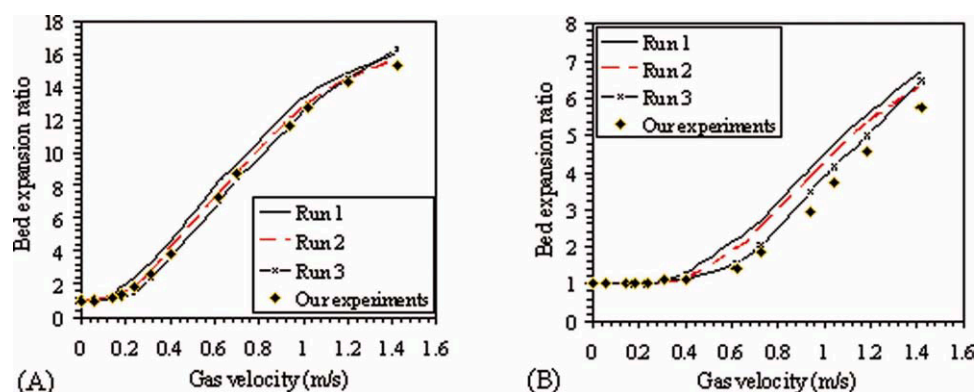 18
16
14
12
10
8
6
4
2
0
Bed expansion ratio
Run 1
Run 2
Run 3
Our experiments
0 0.2 0.4 0.6 0.8 1 1.2 1.4 1.6
Gas velocity (m/s)
(A)
8
7
6
5
4
3
2
1
0
Bed expansion ratio
Run 1
Run 2
Run 3
Our experiments
0 0.2 0.4 0.6 0.8 1 1.2 1.4 1.6
Gas velocity (m/s)
(B)